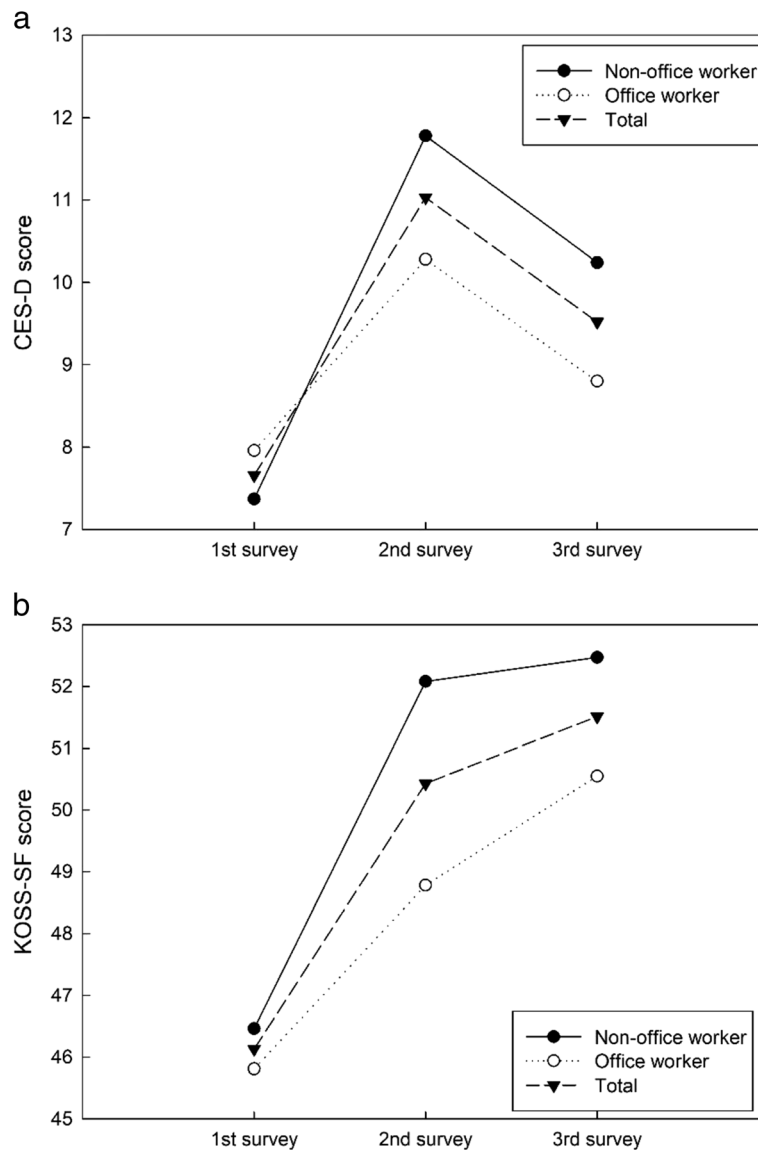 a
13
12
11
10
9
8
7
CES-D score
Non-office worker
Office worker
Total
1st survey
2nd survey
3rd survey
b
53
52
51
50
49
48
47
46
45
KOSS-SF score
Non-office worker
Office worker
Total
1st survey
2nd survey
3rd survey